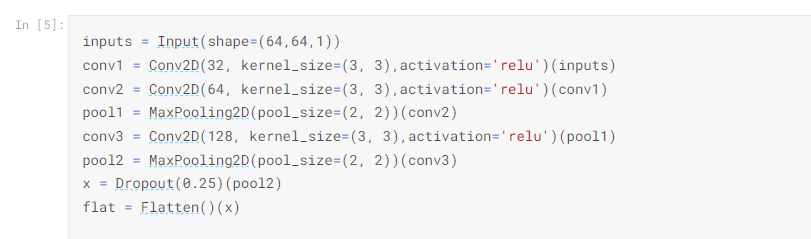 In [5]:
inputs = Input(shape=(64,64,1))
conv1 = Conv2D(32, kernel_size=(3, 3),activation='relu')(inputs)
conv2 = Conv2D(64, kernel_size=(3, 3),activation='relu')(conv1)
pool1 = MaxPooling2D(pool_size=(2, 2))(conv2)
conv3 = Conv2D(128, kernel_size=(3, 3),activation='relu')(pool1)
pool2 = MaxPooling2D(pool_size=(2, 2))(conv3)
x = Dropout(0.25)(pool2)
flat = Flatten()(x)